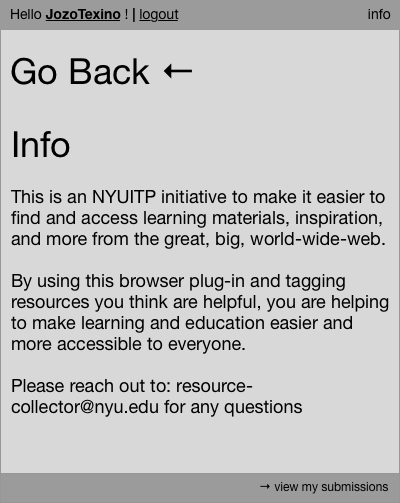 Hello JozoTexino ! | logout
info
Go Back ←
Info
This is an NYUITP initiative to make it easier to
find and access learning materials, inspiration,
and more from the great, big, world-wide-web.
By using this browser plug-in and tagging
resources you think are helpful, you are helping
to make learning and education easier and
more accessible to everyone.
Please reach out to: resource-
collector@nyu.edu for any questions
→ view my submissions